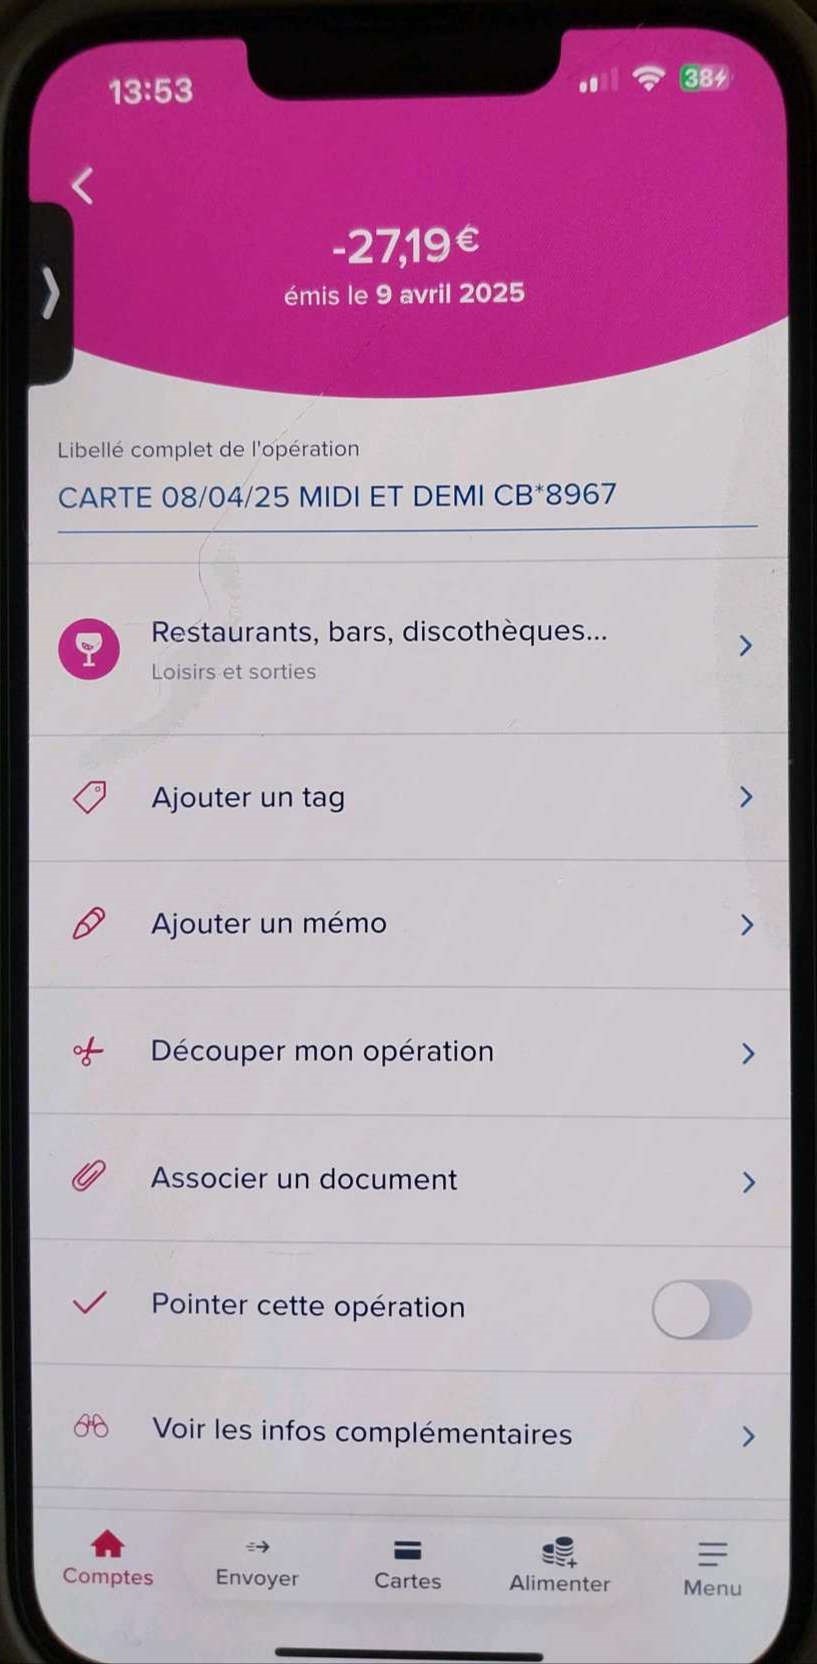 13:53
38
-27,19€
émis le 9 avril 2025
Libellé complet de l'opération
CARTE 08/04/25 MIDI ET DEMI CB*8967
Restaurants, bars, discothèques...
Loisirs et sorties
Ajouter un tag
Ajouter un mémo
Découper mon opération
Associer un document
Pointer cette opération
Voir les infos complémentaires
Comptes
Envoyer
Cartes
Alimenter
Menu